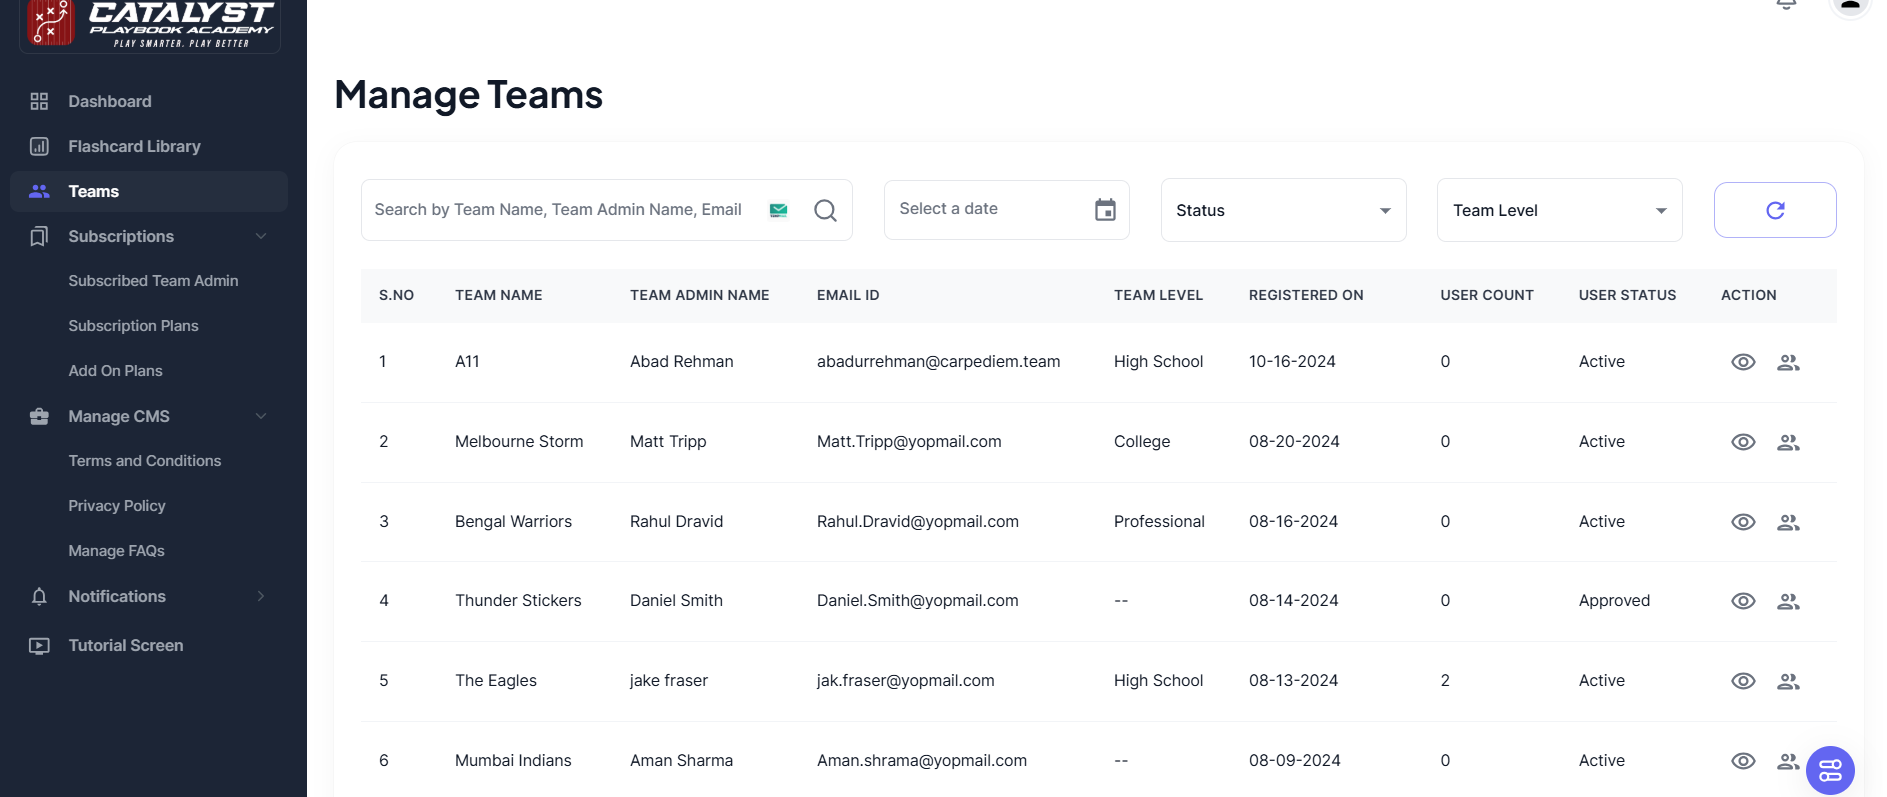 CATALYST
PLAYBOOK ACADEMY
PLAY SMARTER. PLAY BETTER
Dashboard
Flashcard Library
Teams
Subscriptions
Subscribed Team Admin
Subscription Plans
Add On Plans
Manage CMS
Terms and Conditions
Privacy Policy
Manage FAQs
Notifications
Tutorial Screen
Manage Teams
Search by Team Name, Team Admin Name, Email
Select a date
Status
Team Level
S.NO TEAM NAME TEAM ADMIN NAME EMAIL ID TEAM LEVEL REGISTERED ON USER COUNT USER STATUS ACTION
1 A11 Abad Rehman abadurrehman@carpediem.team High School 10-16-2024 0 Active
2 Melbourne Storm Matt Tripp Matt.Tripp@yopmail.com College 08-20-2024 0 Active
3 Bengal Warriors Rahul Dravid Rahul.Dravid@yopmail.com Professional 08-16-2024 0 Active
4 Thunder Stickers Daniel Smith Daniel.Smith@yopmail.com -- 08-14-2024 0 Approved
5 The Eagles jake fraser jak.fraser@yopmail.com High School 08-13-2024 2 Active
6 Mumbai Indians Aman Sharma Aman.shrama@yopmail.com -- 08-09-2024 0 Active